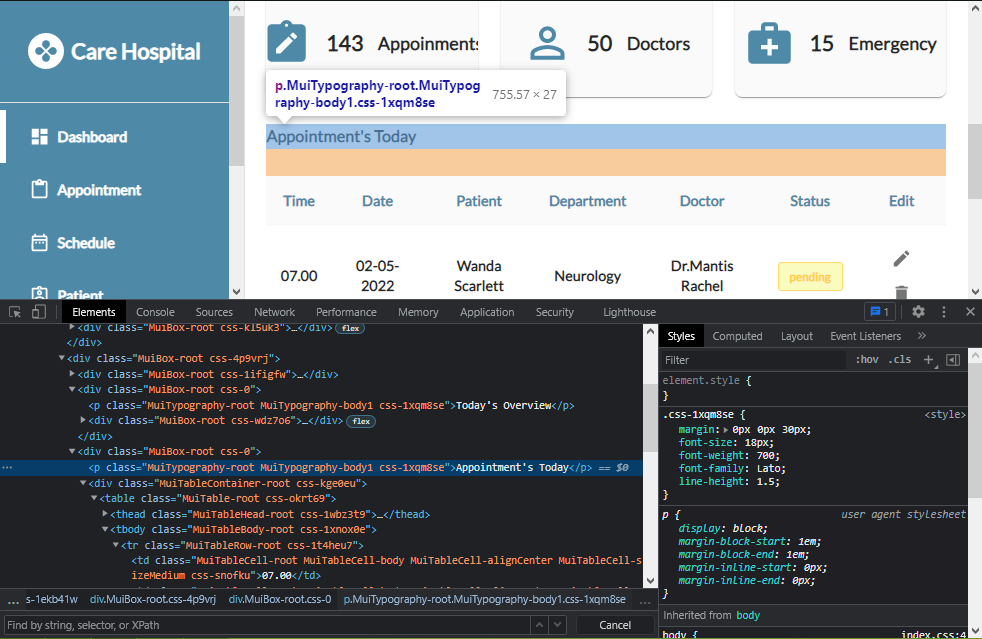 Care Hospital
143 Appoinments
50 Doctors
15 Emergency
p.MuiTypography-root.MuiTypog
raphy-body1.css-1xqm8se
755.57 × 27
Dashboard
Appointment
Schedule
Patient
Appointment's Today
Time Date Patient Department Doctor Status Edit
07.00
02-05-
2022
Wanda
Scarlett
Neurology
Dr.Mantis
Rachel
pending
Elements Console Sources Network Performance Memory Application Security Lighthouse 1
<div class="MuiBox-root css-kl5uk3">…</div> flex
</div>
<div class="MuiBox-root css-4p9vrj">
<div class="MuiBox-root css-1ifigfw">…</div>
<div class="MuiBox-root css-0">
<p class="MuiTypography-root MuiTypography-body1 css-1xqm8se">Today's Overview</p>
<div class="MuiBox-root css-wdz7o6">…</div> flex
</div>
<div class="MuiBox-root css-0">
… <p class="MuiTypography-root MuiTypography-body1 css-1xqm8se">Appointment's Today</p> == $0
<div class="MuiTableContainer-root css-kge0eu">
<table class="MuiTable-root css-okrt69">
<thead class="MuiTableHead-root css-1wbz3t9">…</thead>
<tbody class="MuiTableBody-root css-1xnox0e">
<tr class="MuiTableRow-root css-1t4heu7">
<td class="MuiTableCell-root MuiTableCell-body MuiTableCell-alignCenter MuiTableCell-s
izeMedium css-snofku">07.00</td>
… s-1ekb41w div.MuiBox-root.css-4p9vrj div.MuiBox-root.css-0 p.MuiTypography-root.MuiTypography-body1.css-1xqm8se …
Find by string, selector, or XPath
Cancel
Styles Computed Layout Event Listeners »
Filter :hov .cls +
element.style {
}
.css-1xqm8se { <style>
margin: 0px 0px 30px;
font-size: 18px;
font-weight: 700;
font-family: Lato;
line-height: 1.5;
}
p { user agent stylesheet
display: block;
margin-block-start: 1em;
margin-block-end: 1em;
margin-inline-start: 0px;
margin-inline-end: 0px;
}
Inherited from body
body { index.css:4